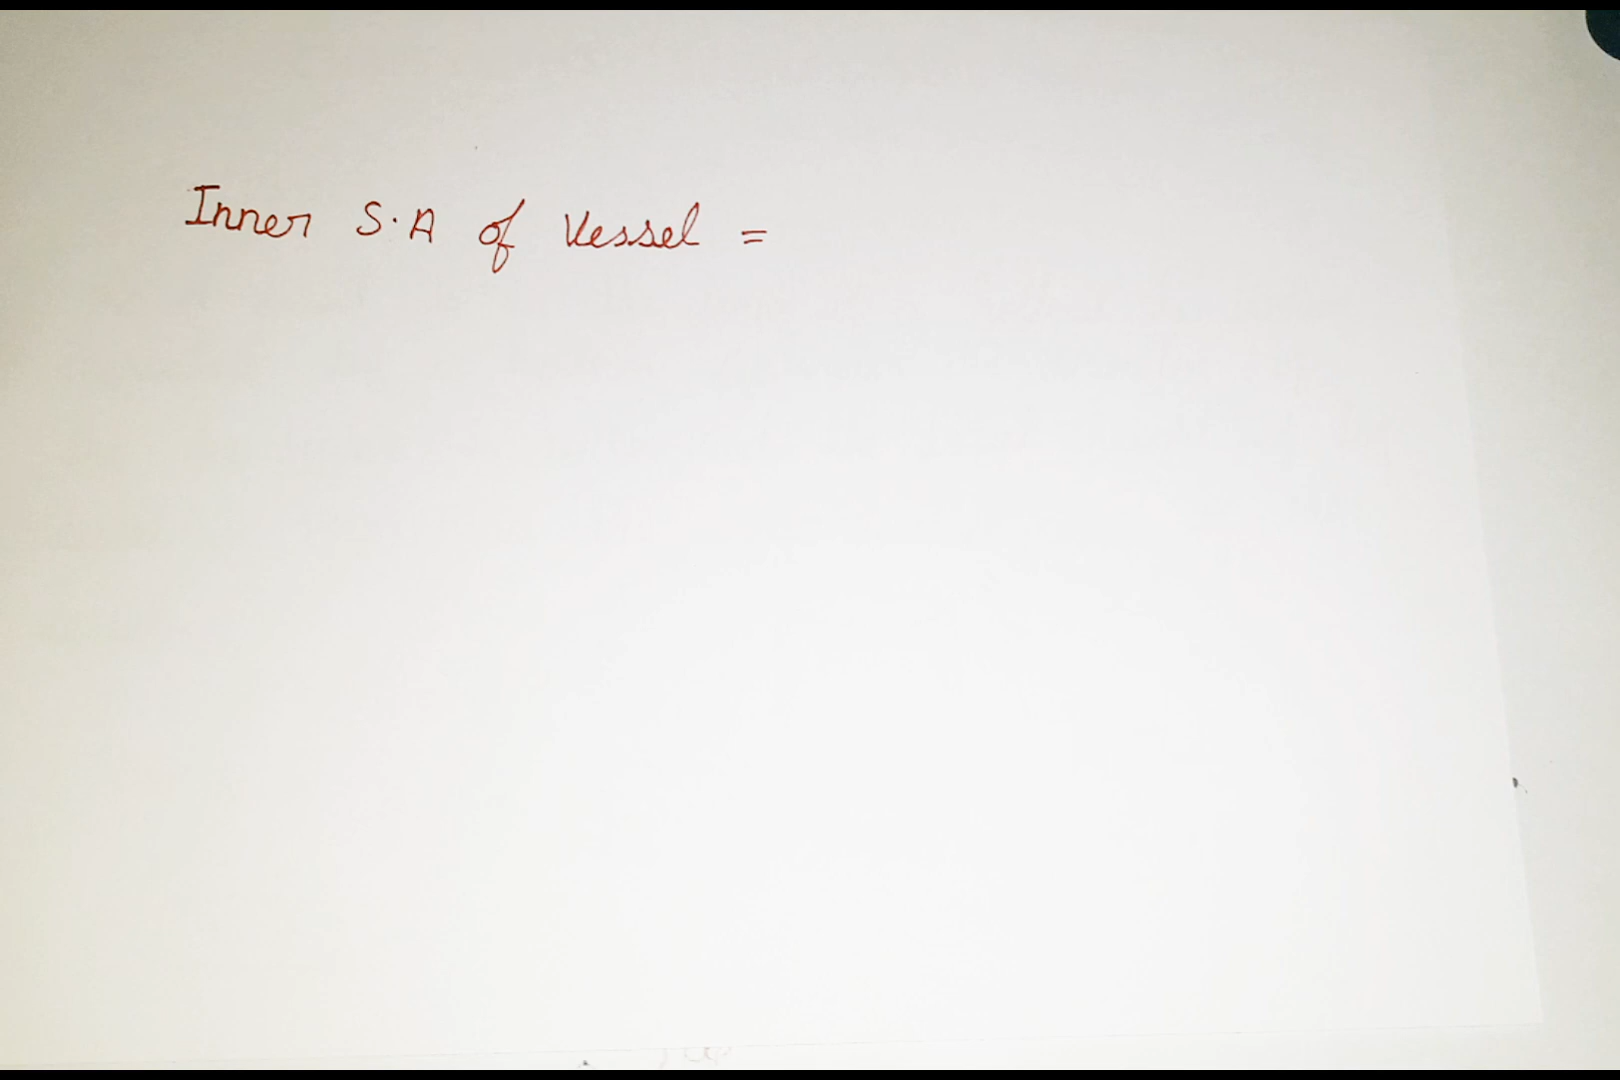 Inner S.A of Vessel =